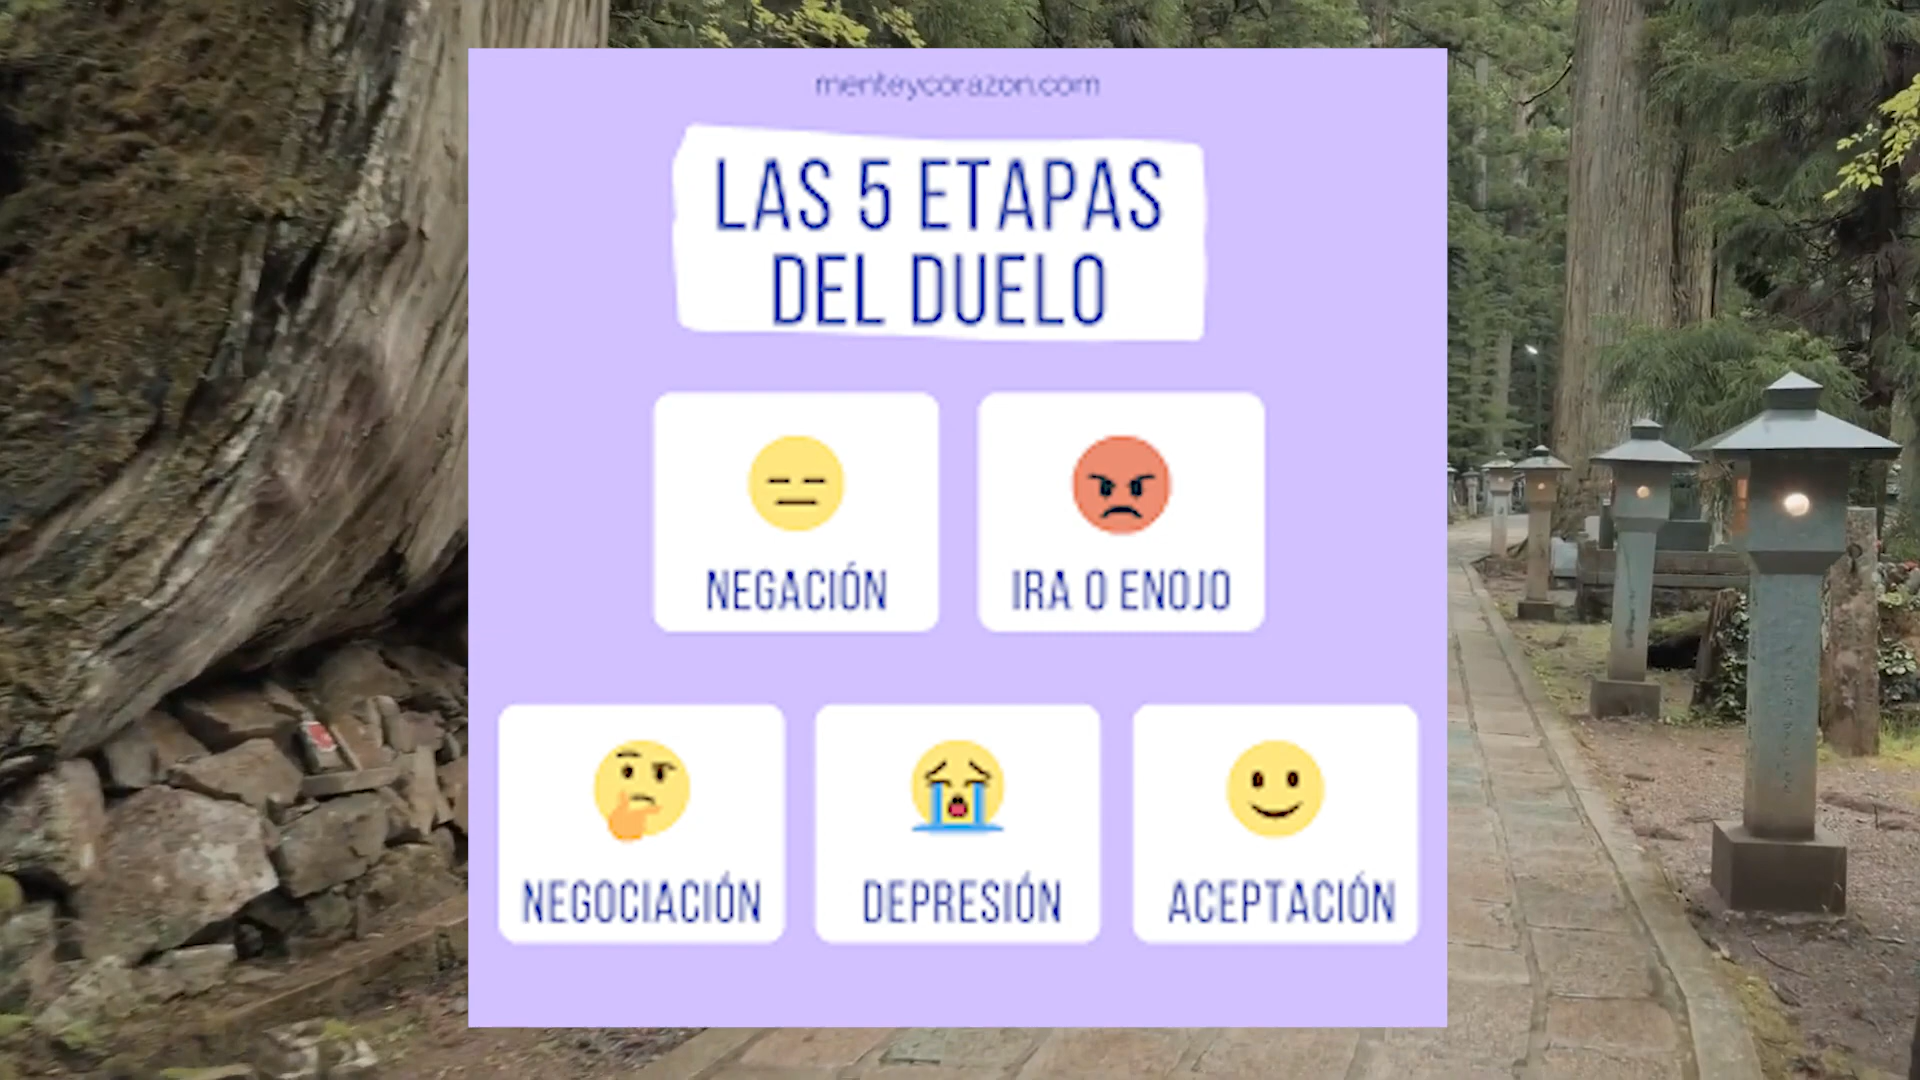 menteycorazon.com
LAS 5 ETAPAS
DEL DUELO
NEGACIÓN
IRA O ENOJO
NEGOCIACIÓN
DEPRESIÓN
ACEPTACIÓN